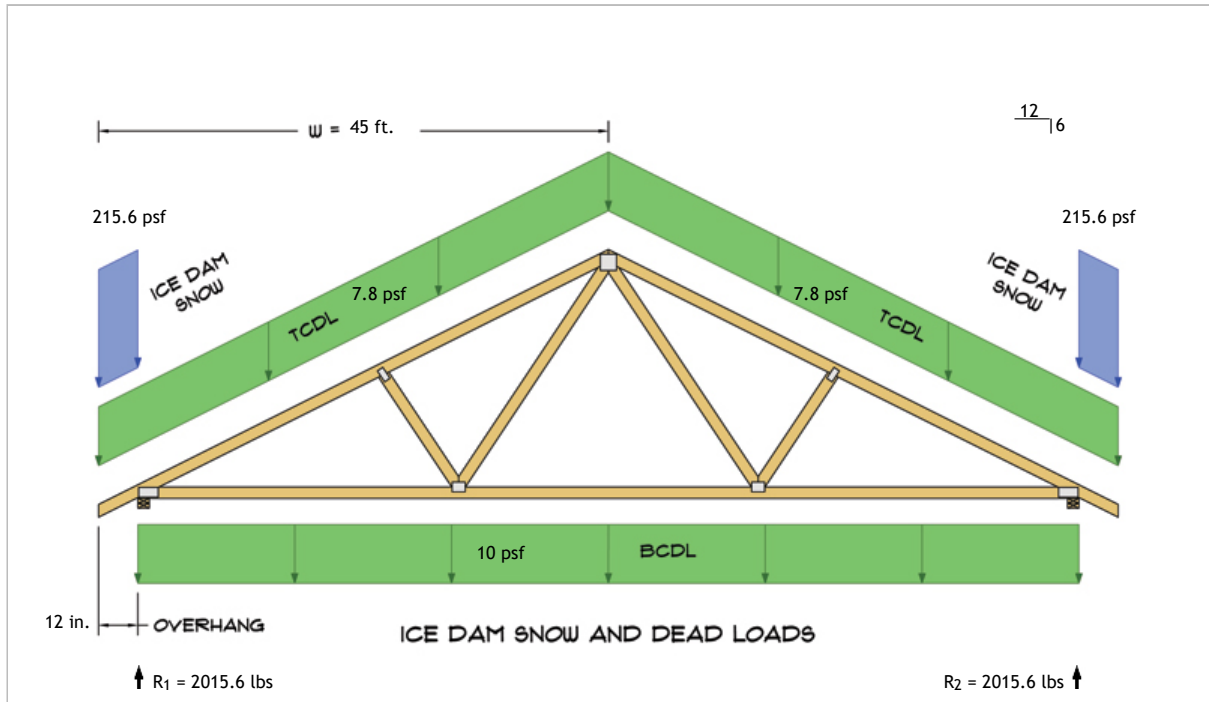 W = 45 ft.
12
6
215.6 psf
215.6 psf
ICE DAM
SNOW
ICE DAM
SNOW
7.8 psf
7.8 psf
TCDL
TCDL
10 psf
BCDL
12 in.
OVERHANG
ICE DAM SNOW AND DEAD LOADS
R1 = 2015.6 lbs
R2 = 2015.6 lbs